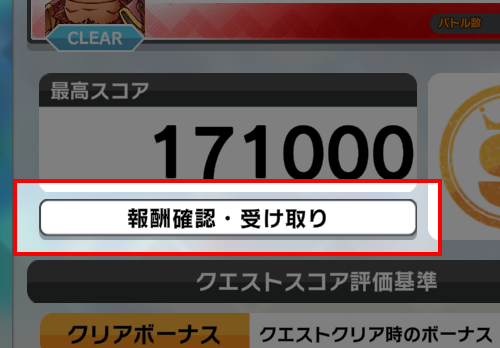 バトル数
CLEAR
最高スコア
171000
報酬確認・受け取り
クエストスコア評価基準
クリアボーナス
クエストクリア時のボーナス